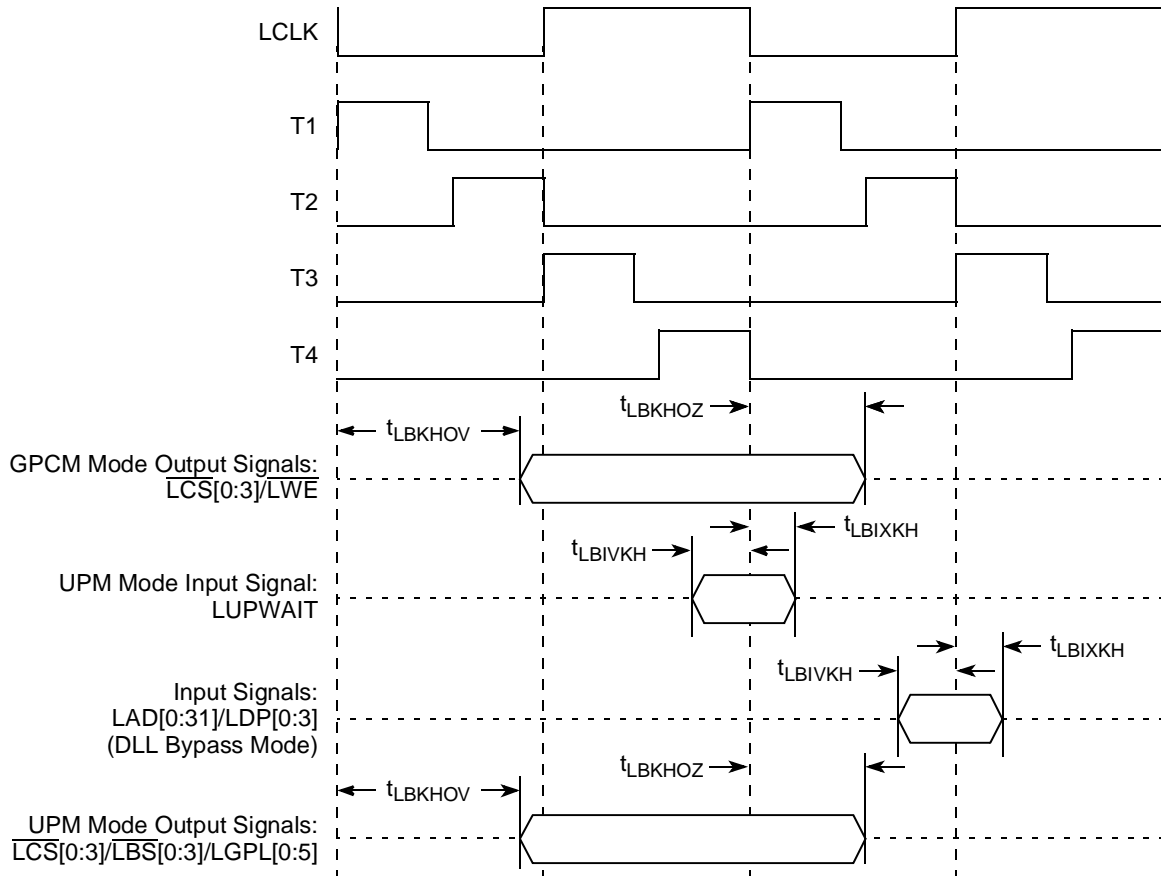 LCLK
T1
T2
T3
T4
tLBKHOZ
tLBKHOV
GPCM Mode Output Signals:
LCS[0:3]/LWE
tLBIXKH
tLBIVKH
UPM Mode Input Signal:
LUPWAIT
tLBIXKH
tLBIVKH
Input Signals:
LAD[0:31]/LDP[0:3]
(DLL Bypass Mode)
tLBKHOZ
tLBKHOV
UPM Mode Output Signals:
LCS[0:3]/LBS[0:3]/LGPL[0:5]